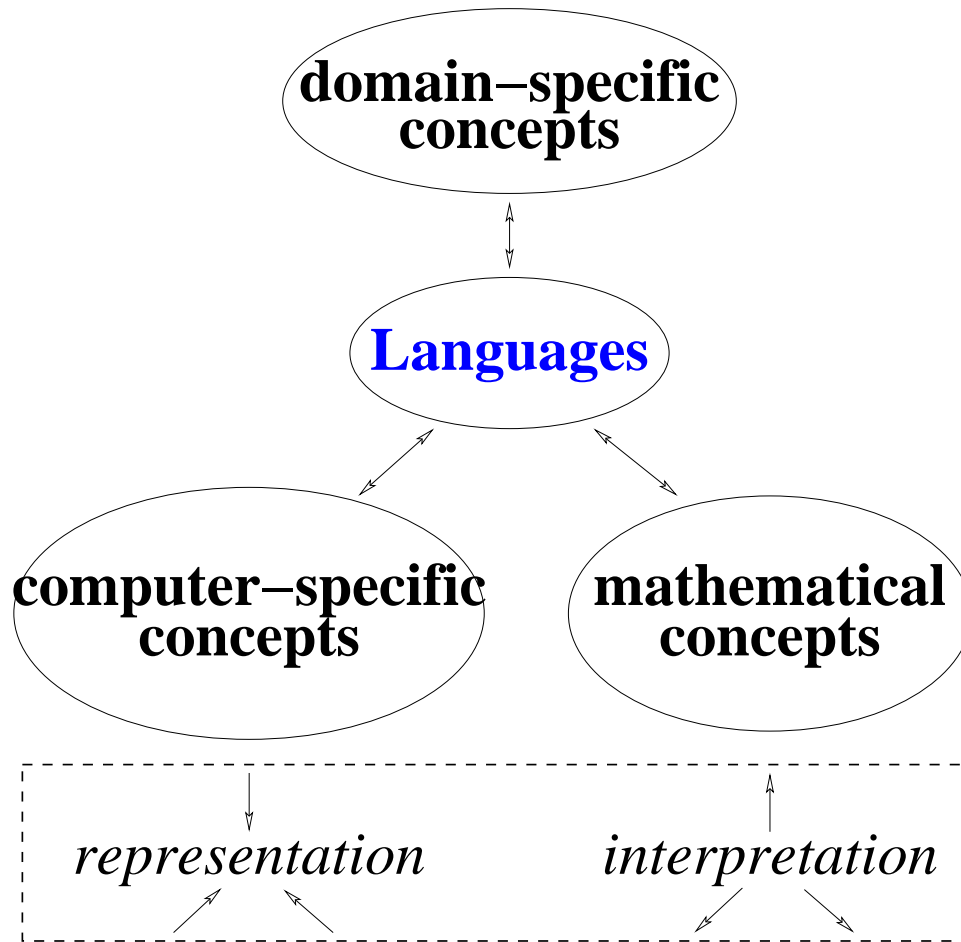 domain−specific
concepts
Languages
computer−specific
concepts
mathematical
concepts
representation
interpretation